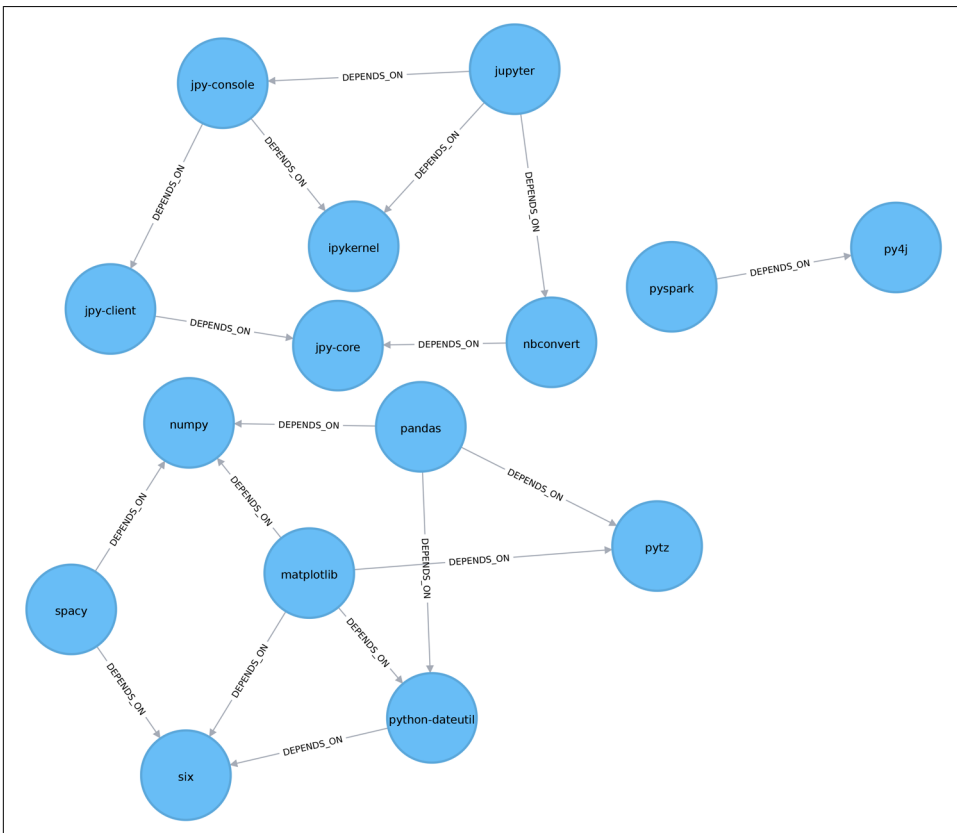 jupyter
jpy-console
DEPENDS_ON
DEPENDS_ON
DEPENDS_ON
DEPENDS_ON
DEPENDS_ON
ipykernel
py4j
DEPENDS_ON
pyspark
jpy-client
DEPENDS_ON
jpy-core
DEPENDS_ON
nbconvert
numpy
DEPENDS_ON
pandas
DEPENDS_ON
DEPENDS_ON
DEPENDS_ON
pytz
DEPENDS_ON
DEPENDS_ON
matplotlib
spacy
DEPENDS_ON
DEPENDS_ON
DEPENDS_ON
python-dateutil
DEPENDS_ON
six